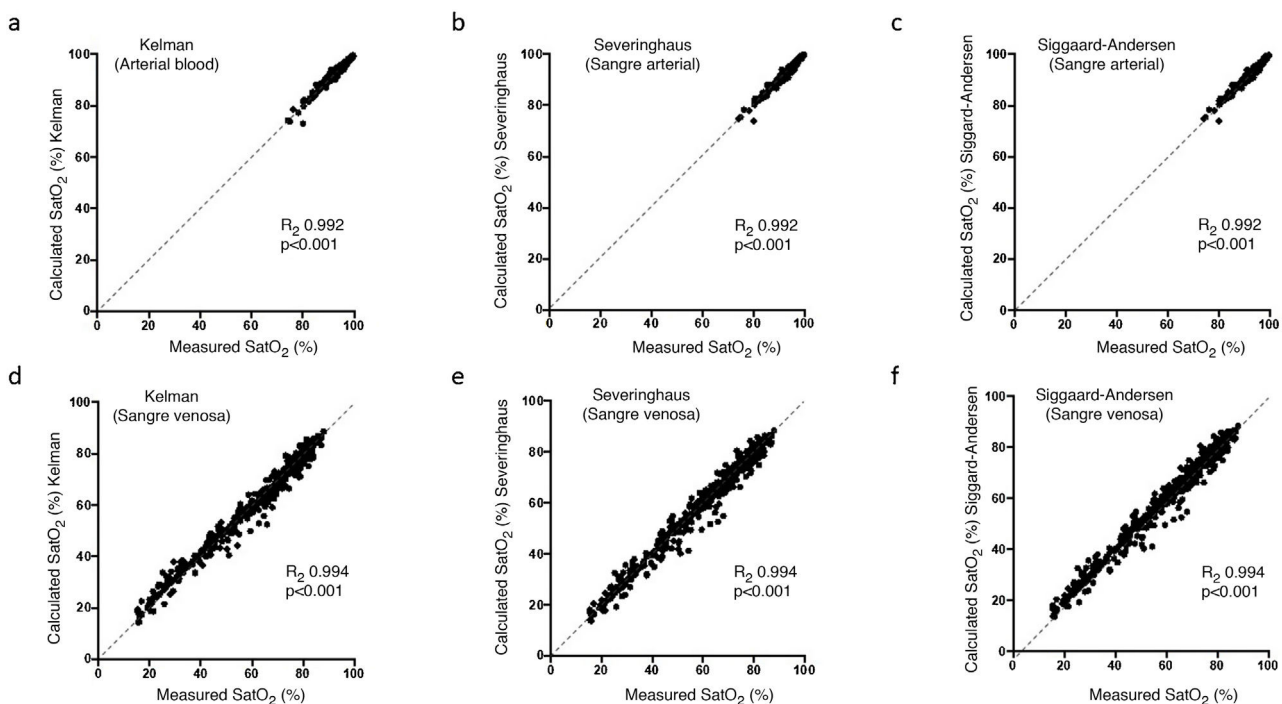 a
Kelman
(Arterial blood)
Calculated SatO2 (%) Kelman
100
80
60
40
20
0
R2 0.992
p<0.001
0 20 40 60 80 100
Measured SatO2 (%)
b
Severinghaus
(Sangre arterial)
Calculated SatO2 (%) Severinghaus
100
80
60
40
20
0
R2 0.992
p<0.001
0 20 40 60 80 100
Measured SatO2 (%)
c
Siggaard-Andersen
(Sangre arterial)
Calculated SatO2 (%) Siggard-Andersen
100
80
60
40
20
0
R2 0.992
p<0.001
0 20 40 60 80 100
Measured SatO2 (%)
d
Kelman
(Sangre venosa)
Calculated SatO2 (%) Kelman
100
80
60
40
20
0
R2 0.994
p<0.001
0 20 40 60 80 100
Measured SatO2 (%)
e
Severinghaus
(Sangre venosa)
Calculated SatO2 (%) Severinghaus
100
80
60
40
20
0
R2 0.994
p<0.001
0 20 40 60 80 100
Measured SatO2 (%)
f
Siggaard-Andersen
(Sangre venosa)
Calculated SatO2 (%) Siggard-Andersen
100
80
60
40
20
0
R2 0.994
p<0.001
0 20 40 60 80 100
Measured SatO2 (%)